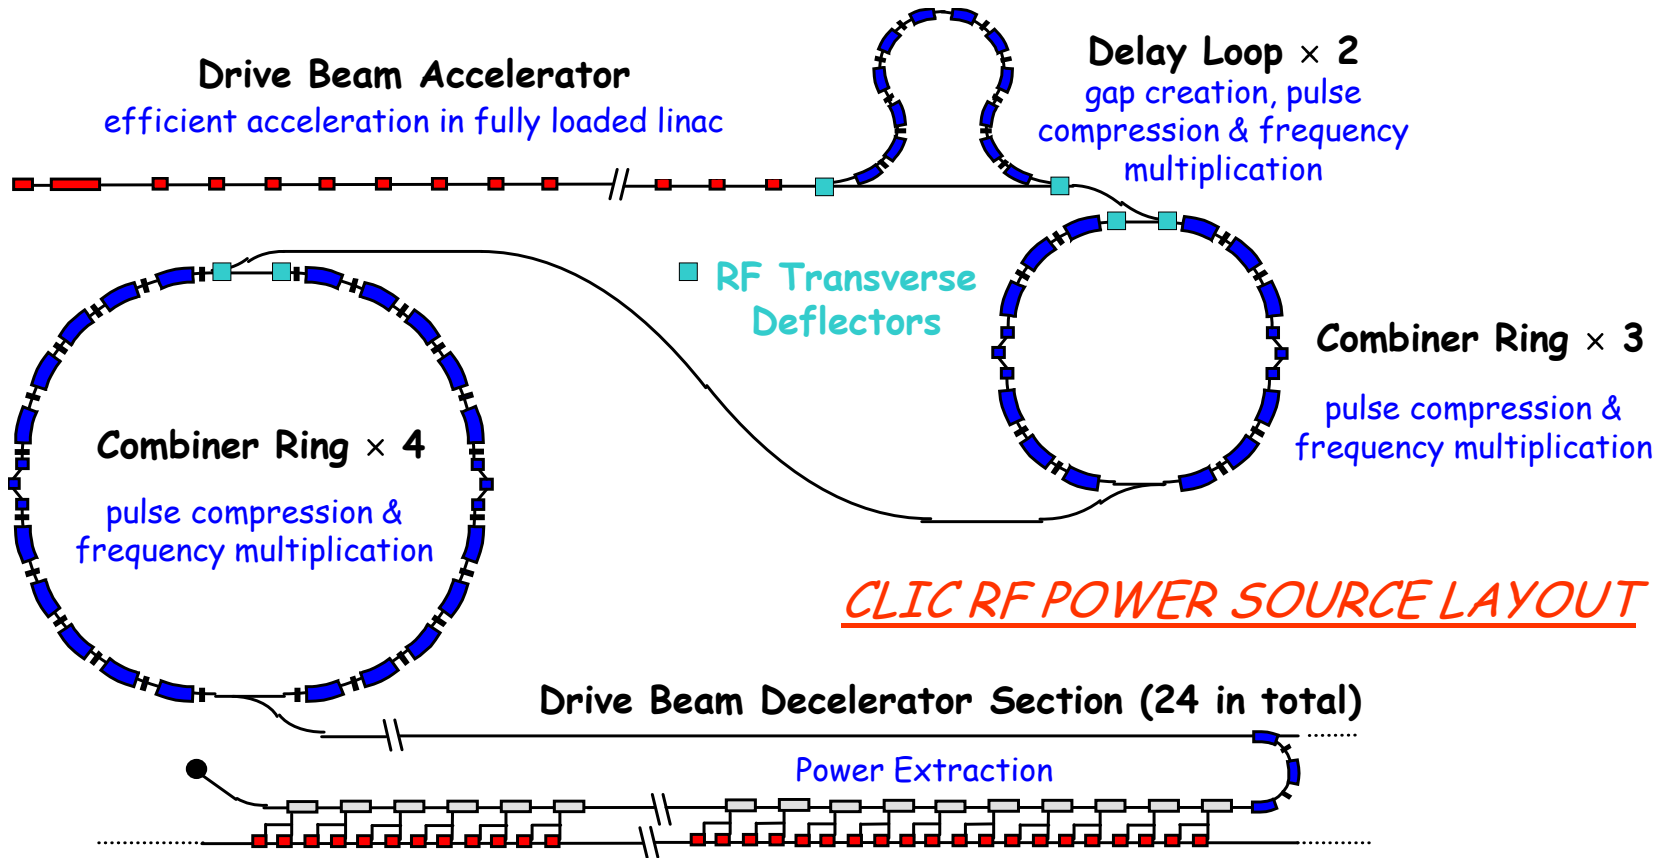 Drive Beam Accelerator
efficient acceleration in fully loaded linac
Delay Loop × 2
gap creation, pulse
compression & frequency
multiplication
RF Transverse
Deflectors
Combiner Ring × 3
pulse compression &
frequency multiplication
Combiner Ring × 4
pulse compression &
frequency multiplication
CLIC RF POWER SOURCE LAYOUT
Drive Beam Decelerator Section (24 in total)
Power Extraction